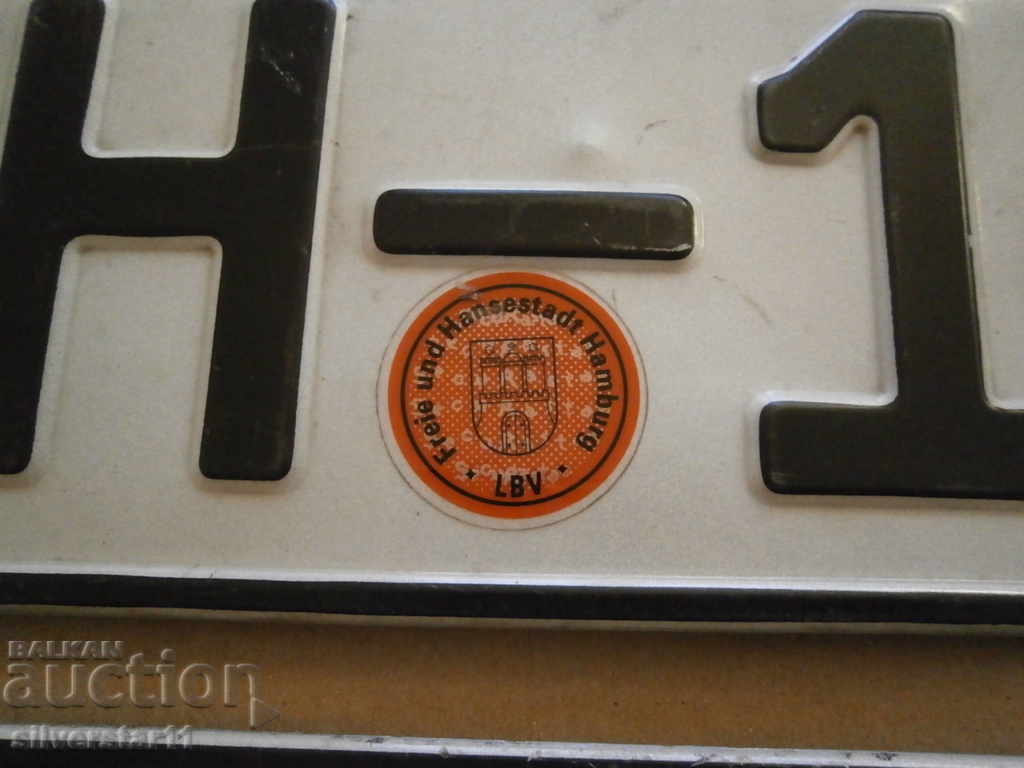 H-1
Freie und Hansestadt Hamburg
LBV
BALKAN
auction
silverstar11